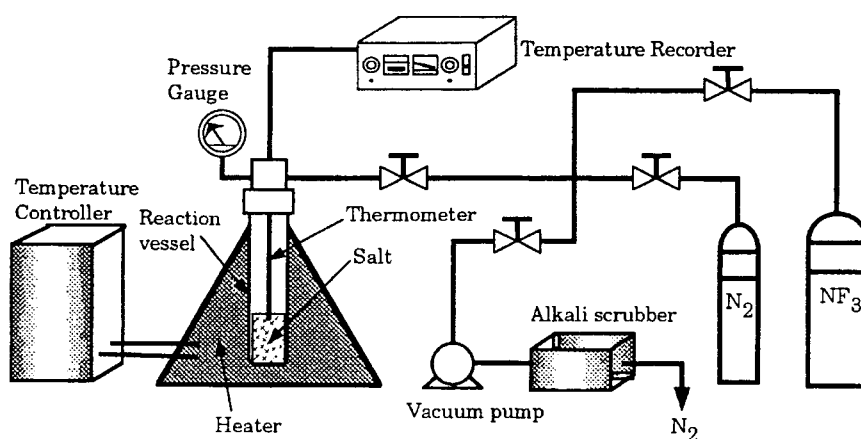 Temperature Recorder
Pressure
Gauge
Temperature
Controller
Reaction
vessel
Thermometer
Salt
N2
NF3
Alkali scrubber
Heater
Vacuum pump
N2